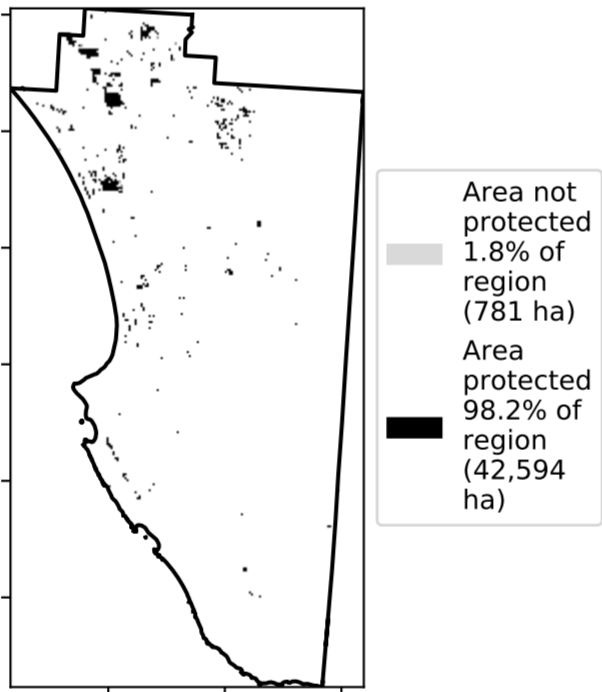 Area not
protected
1.8% of
region
(781 ha)
Area
protected
98.2% of
region
(42,594
ha)